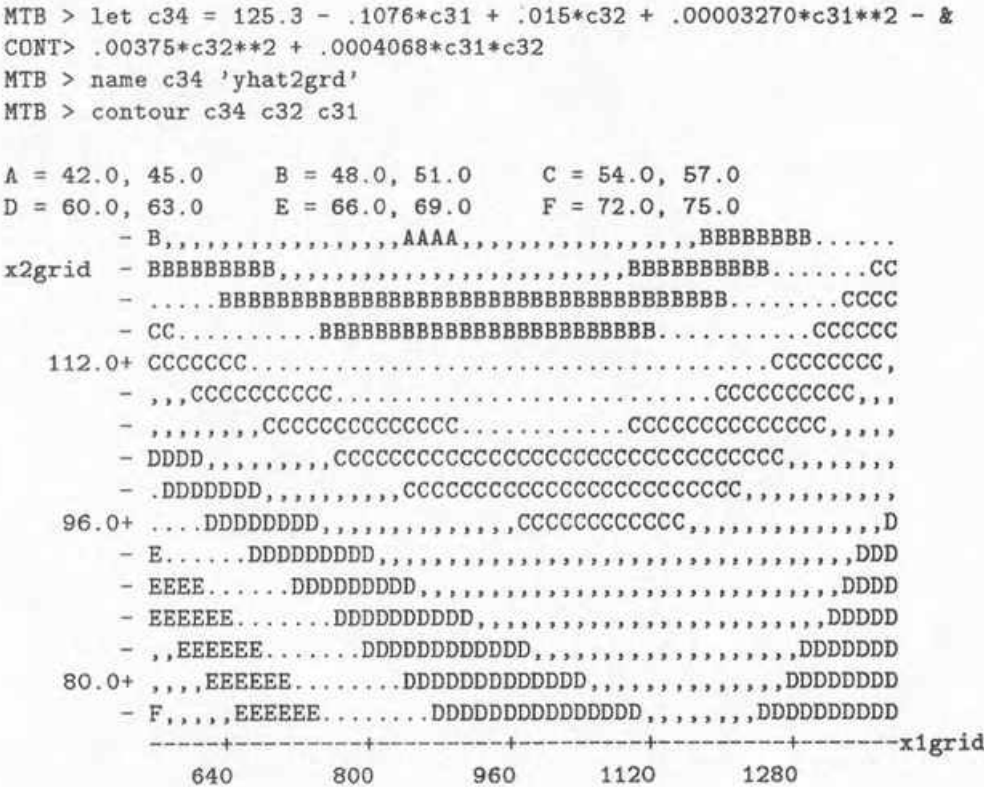 MTB > let c34 = 125.3 - .1076*c31 + .015*c32 + .00003270*c31**2 - &
CONT> .00375*c32**2 + .0004068*c31*c32
MTB > name c34 'yhat2grd'
MTB > contour c34 c32 c31
A = 42.0, 45.0 B = 48.0, 51.0 C = 54.0, 57.0
D = 60.0, 63.0 E = 66.0, 69.0 F = 72.0, 75.0
- B,,,,,,,,,,,,,,,,,AAAA,,,,,,,,,,,,,,,,,BBBBBBBB......
x2grid - BBBBBBBBB,,,,,,,,,,,,,,,,,,,,,,,,,BBBBBBBBBB.......CC
- .....BBBBBBBBBBBBBBBBBBBBBBBBBBBBBBBBBBBB........CCCC
- CC..........BBBBBBBBBBBBBBBBBBBBBBBB...........CCCCCC
112.0+ CCCCCCC.....................................CCCCCCCC,
- ,,,CCCCCCCCCC...........................CCCCCCCCCC,,,
- ,,,,,,,,CCCCCCCCCCCCCC............CCCCCCCCCCCCCC,,,,,
- DDDD,,,,,,,,,CCCCCCCCCCCCCCCCCCCCCCCCCCCCCCCC,,,,,,,,
- .DDDDDDD,,,,,,,,,,CCCCCCCCCCCCCCCCCCCCCCCC,,,,,,,,,,,
96.0+ ....DDDDDDDD,,,,,,,,,,,,,,CCCCCCCCCCCC,,,,,,,,,,,,,,D
- E......DDDDDDDDD,,,,,,,,,,,,,,,,,,,,,,,,,,,,,,,,,,DDD
- EEEE......DDDDDDDDD,,,,,,,,,,,,,,,,,,,,,,,,,,,,,,DDDD
- EEEEEE.......DDDDDDDDDD,,,,,,,,,,,,,,,,,,,,,,,,,DDDDD
- ,,EEEEEE.......DDDDDDDDDDDD,,,,,,,,,,,,,,,,,,,DDDDDDD
80.0+ ,,,,EEEEEE........DDDDDDDDDDDDD,,,,,,,,,,,,,,DDDDDDDD
- F,,,,,EEEEEE........DDDDDDDDDDDDDDD,,,,,,,,DDDDDDDDDD
-----+---------+---------+---------+---------+-------x1grid
640 800 960 1120 1280